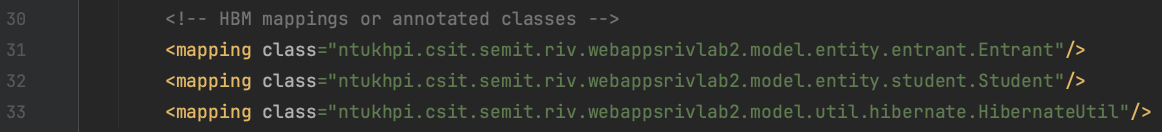 30 <!-- HBM mappings or annotated classes -->
31 <mapping class="ntukhpi.csit.semit.riv.webappsrivlab2.model.entity.entrant.Entrant"/>
32 <mapping class="ntukhpi.csit.semit.riv.webappsrivlab2.model.entity.student.Student"/>
33 <mapping class="ntukhpi.csit.semit.riv.webappsrivlab2.model.util.hibernate.HibernateUtil"/>